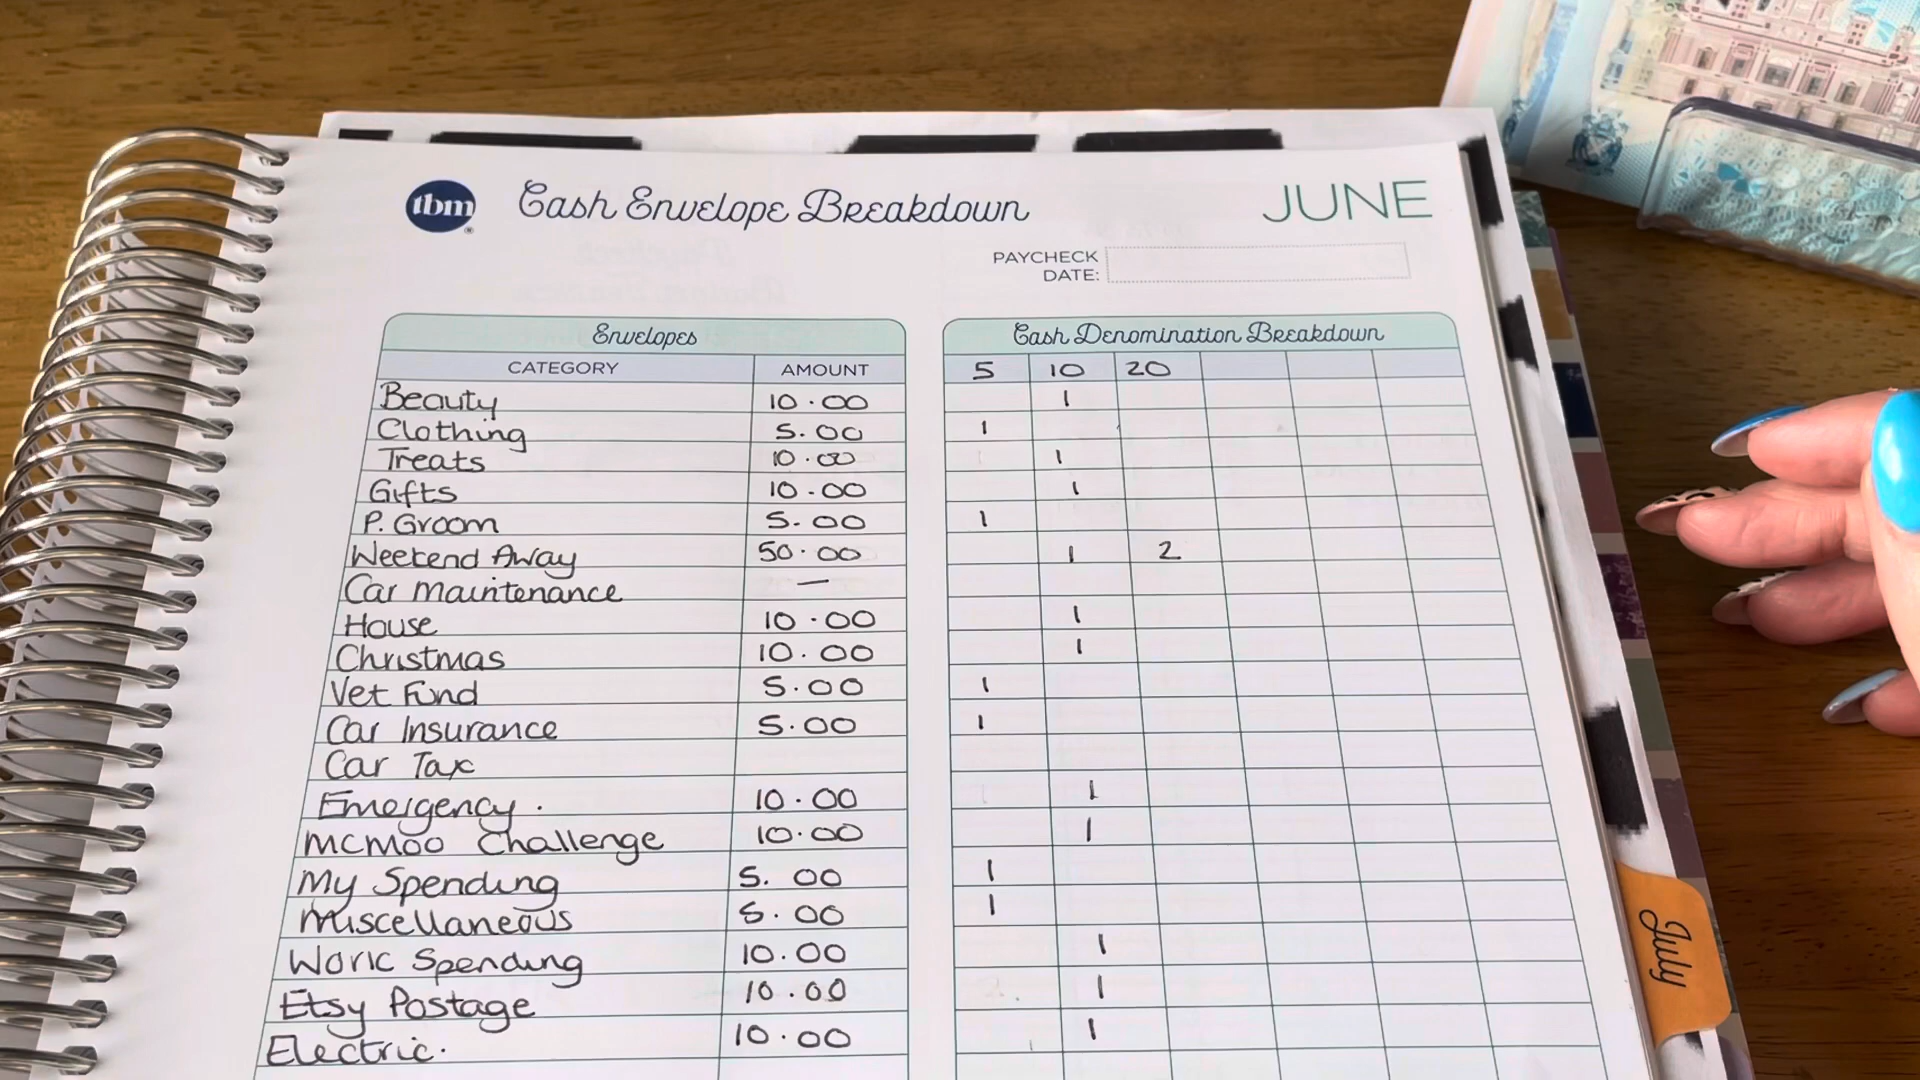 tbm
Cash Envelope Breakdown
JUNE
PAYCHECK
DATE:
Envelopes
Cash Denomination Breakdown
CATEGORY AMOUNT 5 10 20
Beauty 10.00 1
Clothing 5.00 1
Treats 10.00 1
Gifts 10.00 1
P. Groom 5.00 1
Weekend Away 50.00 1 2
Car Maintenance —
House 10.00 1
Christmas 10.00 1
Vet Fund 5.00 1
Car Insurance 5.00 1
Car Tax
Emergency. 10.00 1
MCMOO Challenge 10.00 1
My Spending 5.00 1
Miscellaneous 5.00 1
Work Spending 10.00 1
Etsy Postage 10.00 1
Electric. 10.00 1
July